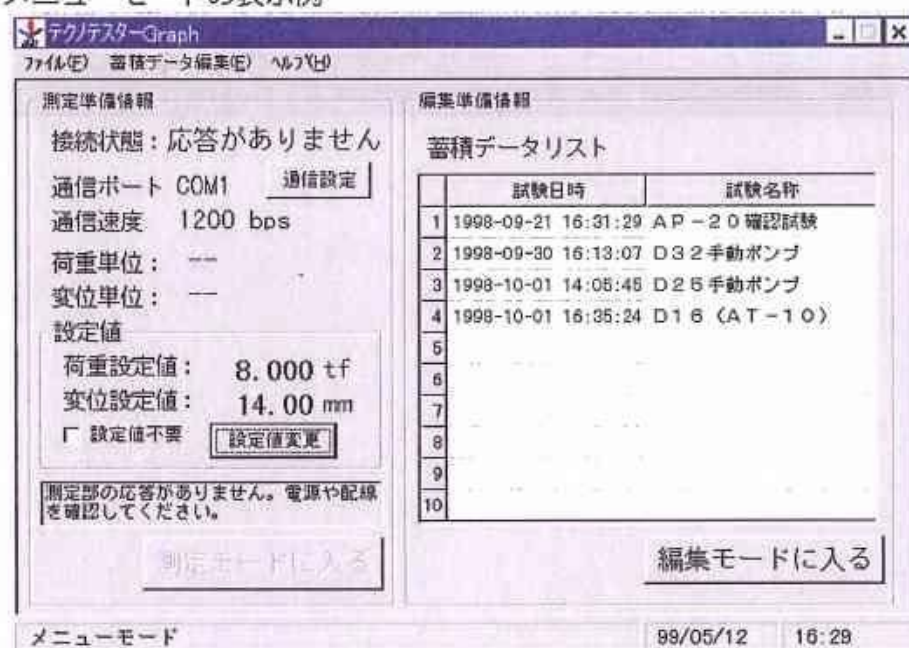 メニューモードの表示例
テクノテスターGraph
ファイル(F) 蓄積データ編集(E) ヘルプ(H)
測定準備情報
接続状態：応答がありません
通信ポート COM1 通信設定
通信速度 1200 bps
荷重単位： --
変位単位： --
設定値
荷重設定値： 8.000 tf
変位設定値： 14.00 mm
設定値不要 設定値変更
測定部の応答がありません。電源や配線
を確認してください。
測定モードに入る
編集準備情報
蓄積データリスト
試験日時 試験名称
1 1998-09-21 16:31:29 AP-20確認試験
2 1998-09-30 16:13:07 D32手動ポンプ
3 1998-10-01 14:05:45 D25手動ポンプ
4 1998-10-01 16:35:24 D16（AT-10）
5
6
7
8
9
10
編集モードに入る
メニューモード 99/05/12 16:29